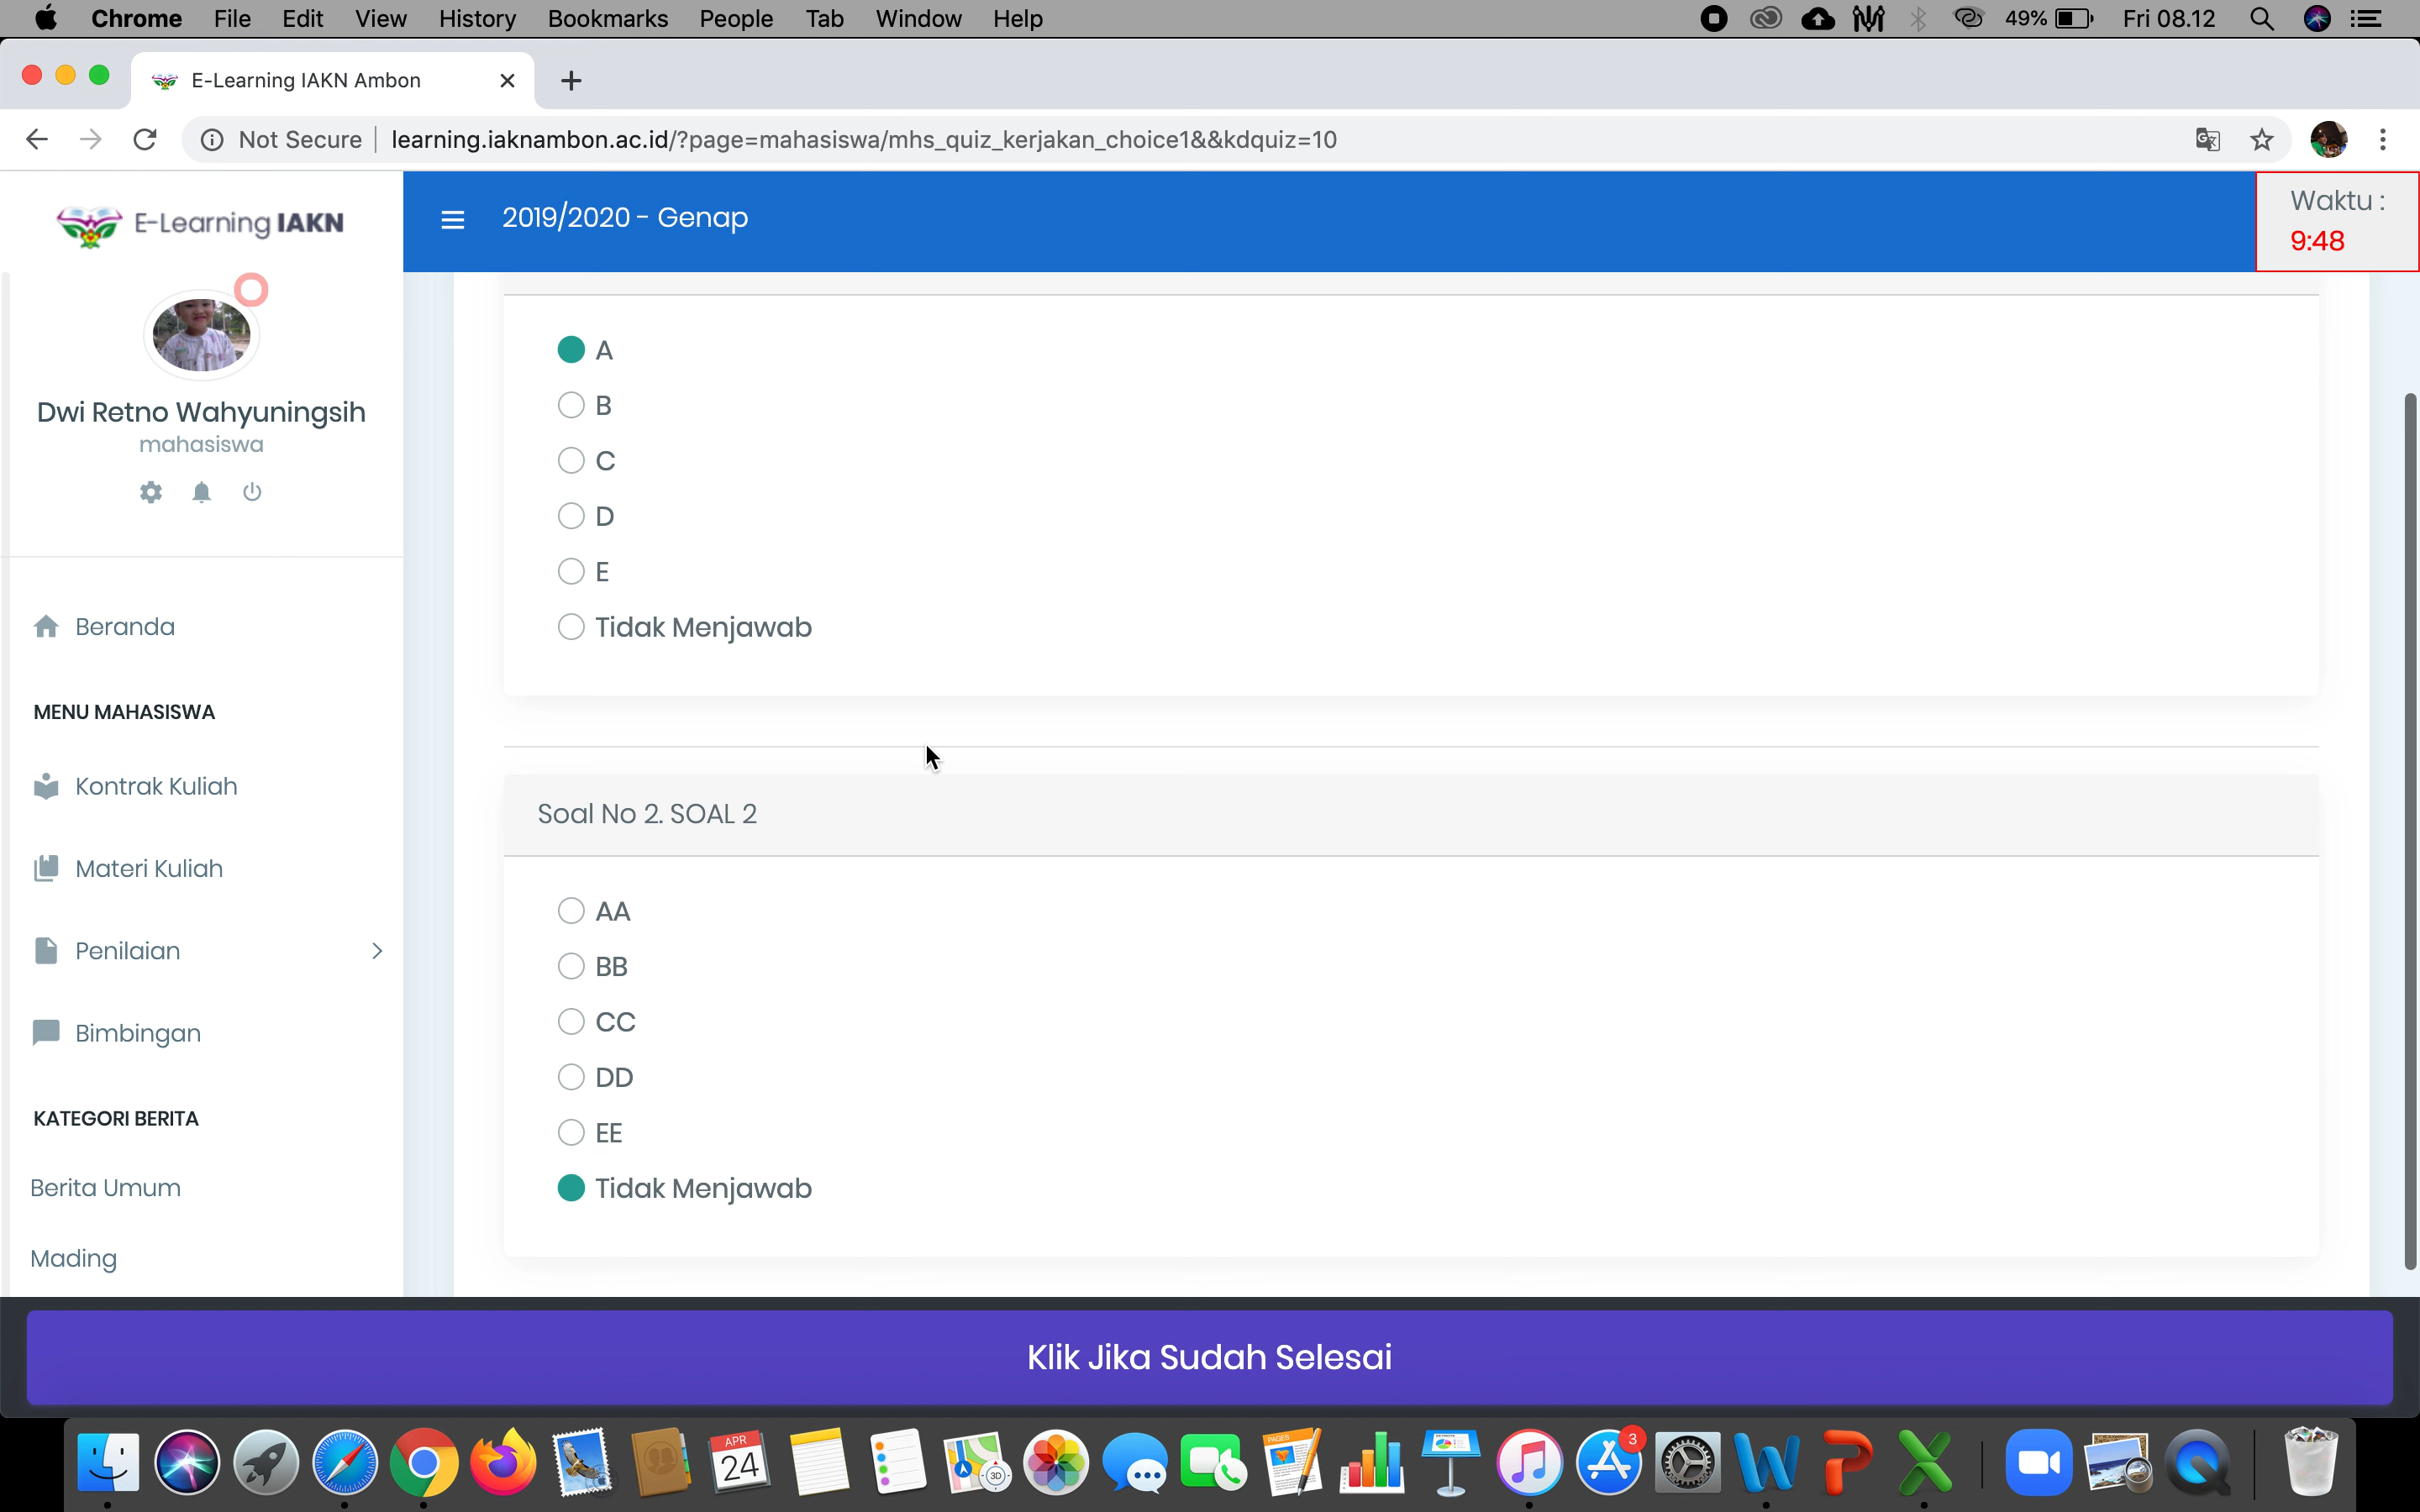 Chrome File Edit View History Bookmarks People Tab Window Help 49% Fri 08.12
E-Learning IAKN Ambon
Not Secure learning.iaknambon.ac.id/?page=mahasiswa/mhs_quiz_kerjakan_choice1&&kdquiz=10
E-Learning IAKN
2019/2020 - Genap
Waktu :
9:48
Dwi Retno Wahyuningsih
mahasiswa
Beranda
MENU MAHASISWA
Kontrak Kuliah
Materi Kuliah
Penilaian
Bimbingan
KATEGORI BERITA
Berita Umum
Mading
A
B
C
D
E
Tidak Menjawab
Soal No 2. SOAL 2
AA
BB
CC
DD
EE
Tidak Menjawab
Klik Jika Sudah Selesai
APR
24
3D
PAGES
3